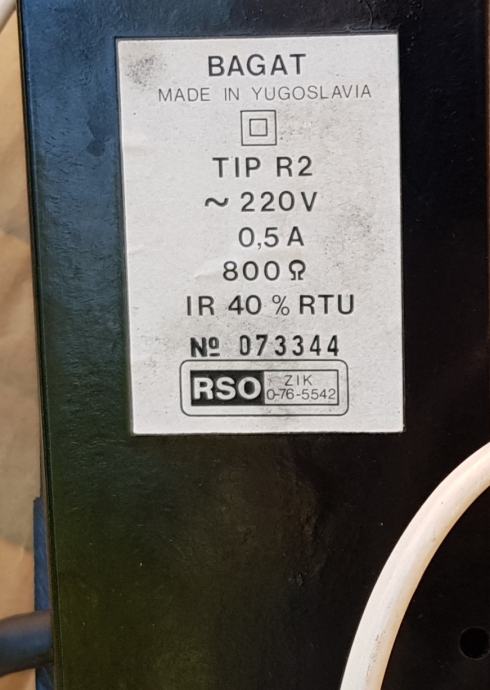 BAGAT
MADE IN YUGOSLAVIA
TIP R2
~ 220V
0,5 A
800 Ω
IR 40 % RTU
Nº 073344
RSO ZIK
0-76-5542